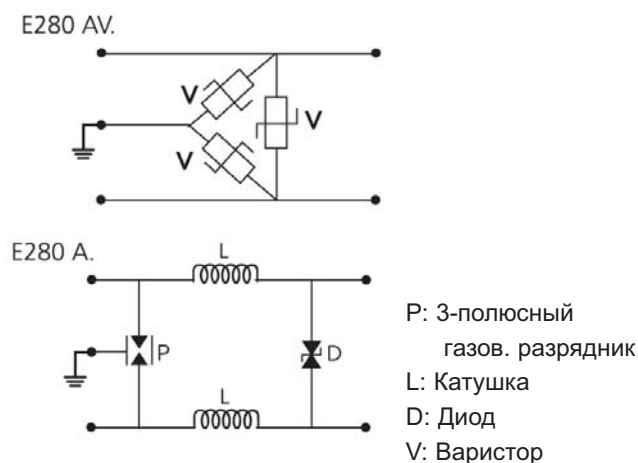 E280 AV.
V
V
V
E280 A.
L
P
D
L
P: 3-полюсный
газов. разрядник
L: Катушка
D: Диод
V: Варистор